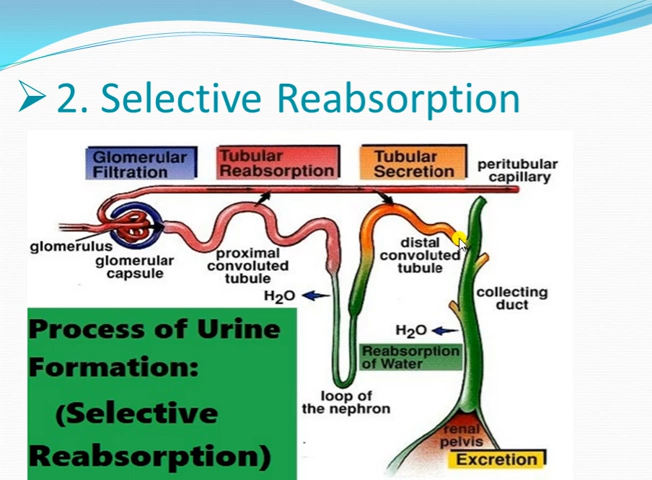 2. Selective Reabsorption
Glomerular
Filtration
Tubular
Reabsorption
Tubular
Secretion
peritubular
capillary
glomerulus
glomerular
capsule
proximal
convoluted
tubule
distal
convoluted
tubule
H2O
collecting
duct
H2O
Reabsorption
of Water
loop of
the nephron
renal
pelvis
Excretion
Process of Urine
Formation:
(Selective
Reabsorption)